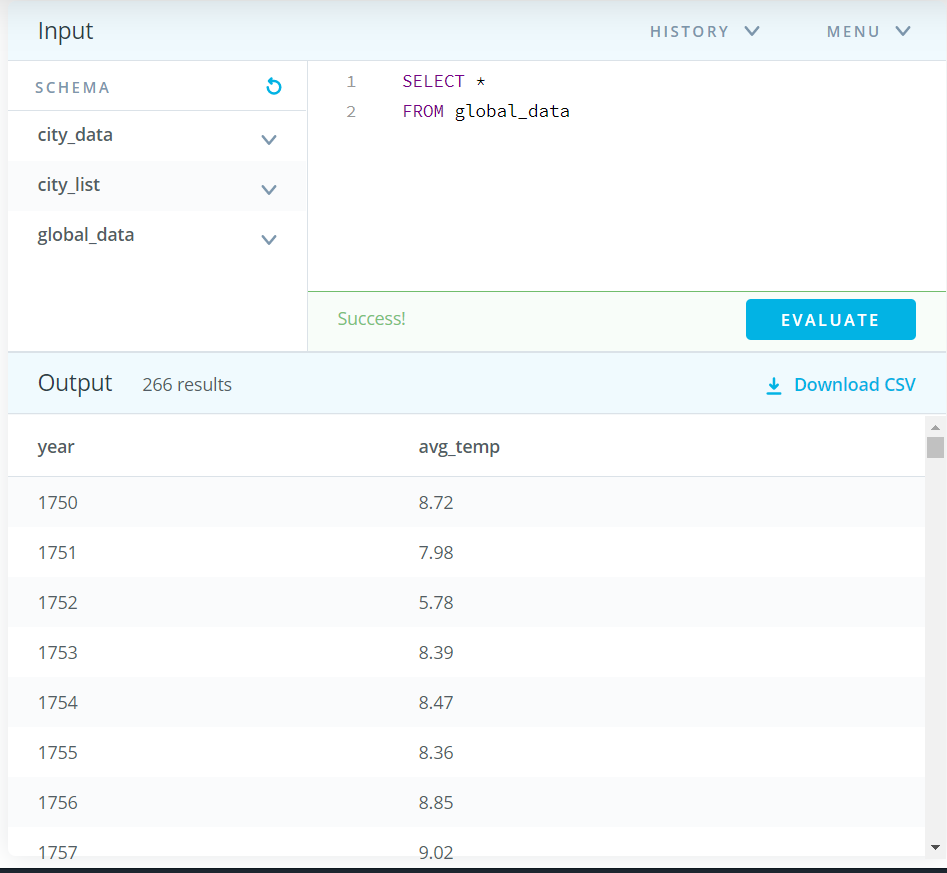 Input
HISTORY
MENU
SCHEMA
city_data
city_list
global_data
1 SELECT *
2 FROM global_data
Success!
EVALUATE
Output 266 results
Download CSV
year avg_temp
1750 8.72
1751 7.98
1752 5.78
1753 8.39
1754 8.47
1755 8.36
1756 8.85
1757 9.02